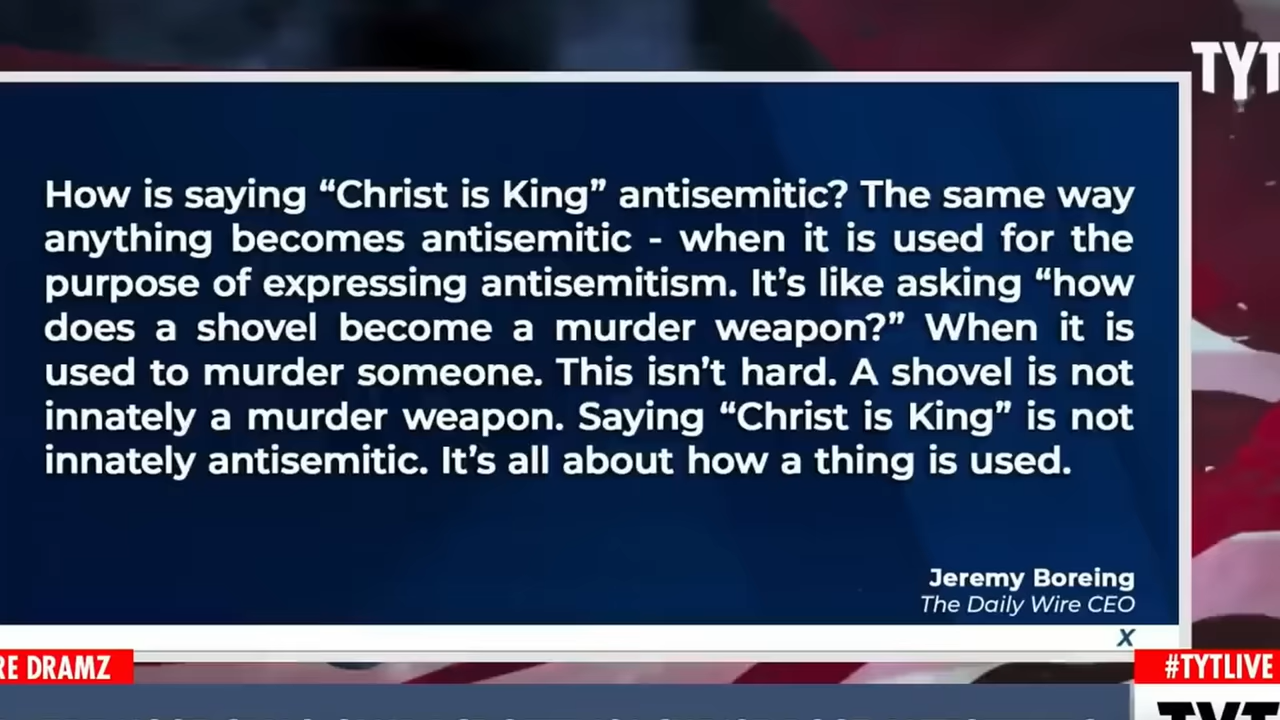 TYT
How is saying “Christ is King” antisemitic? The same way
anything becomes antisemitic - when it is used for the
purpose of expressing antisemitism. It’s like asking “how
does a shovel become a murder weapon?” When it is
used to murder someone. This isn’t hard. A shovel is not
innately a murder weapon. Saying “Christ is King” is not
innately antisemitic. It’s all about how a thing is used.
Jeremy Boreing
The Daily Wire CEO
X
RE DRAMZ
#TYTLIVE
TYT